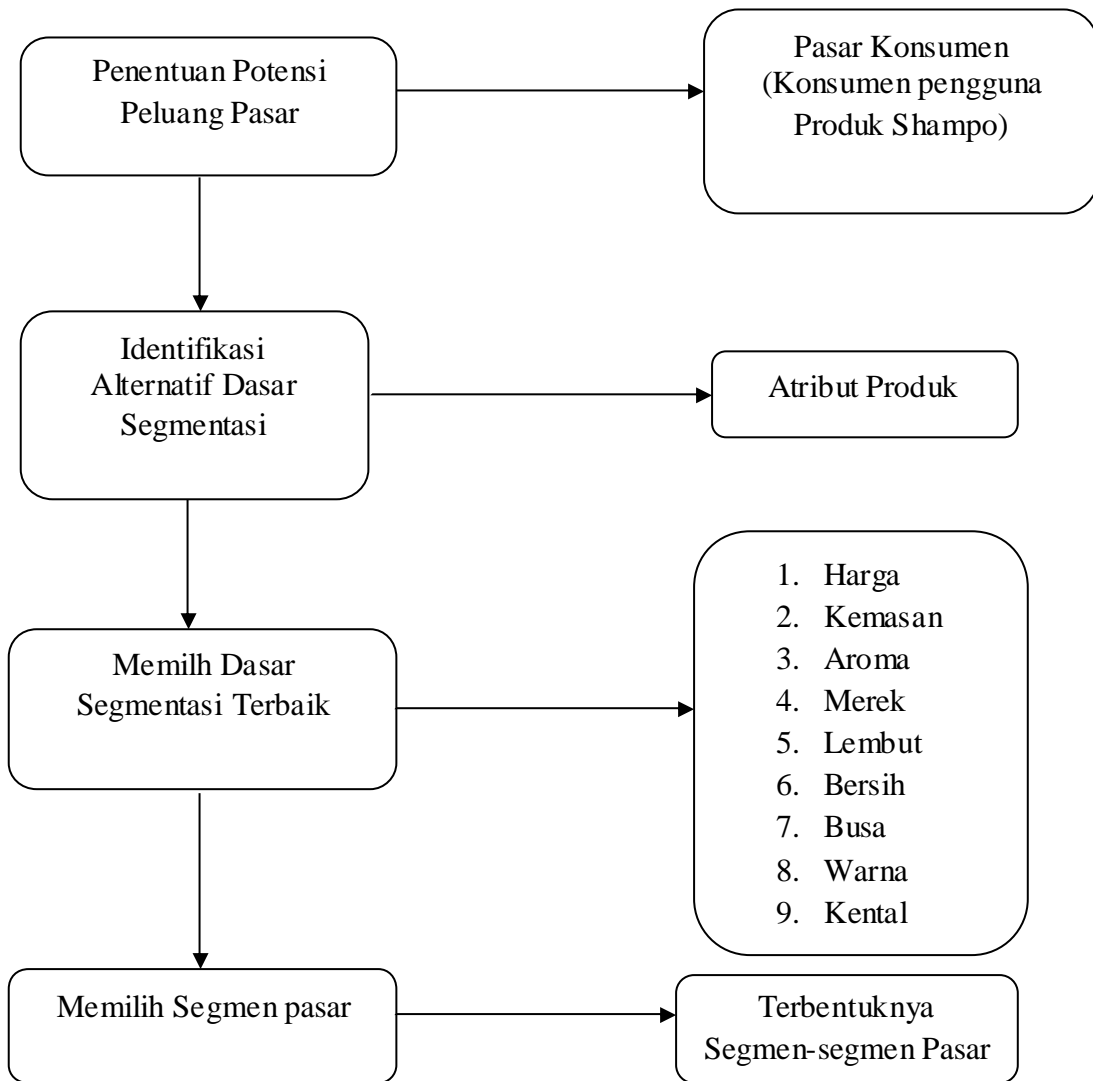 Penentuan Potensi
Peluang Pasar
Pasar Konsumen
(Konsumen pengguna
Produk Shampo)
Identifikasi
Alternatif Dasar
Segmentasi
Atribut Produk
Memilh Dasar
Segmentasi Terbaik
1. Harga
2. Kemasan
3. Aroma
4. Merek
5. Lembut
6. Bersih
7. Busa
8. Warna
9. Kental
Memilih Segmen pasar
Terbentuknya
Segmen-segmen Pasar